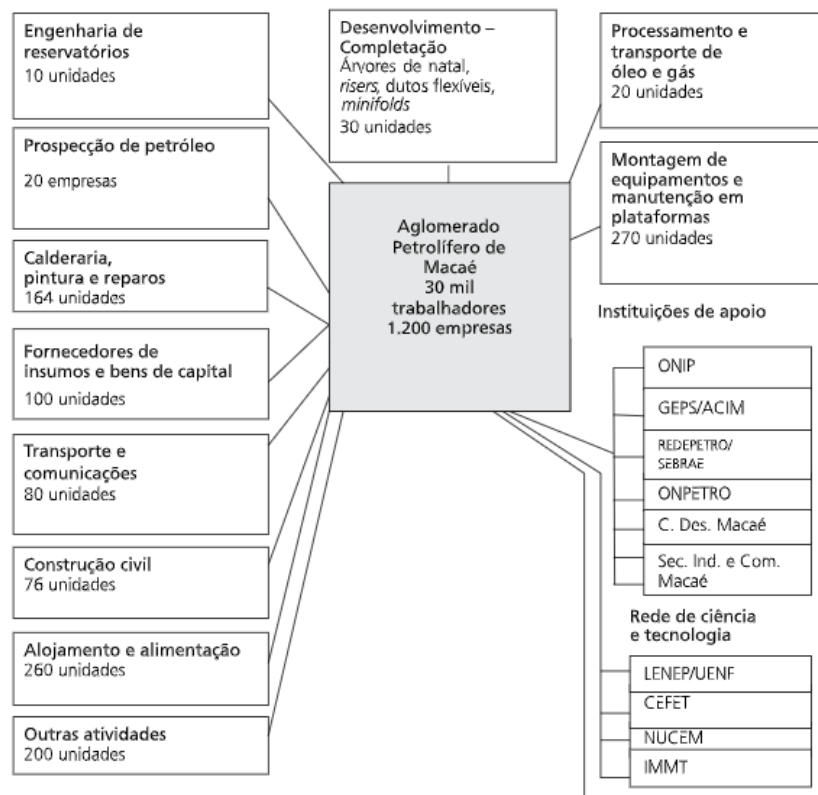 Engenharia de
reservatórios
10 unidades
Prospecção de petróleo
20 empresas
Calderaria,
pintura e reparos
164 unidades
Fornecedores de
insumos e bens de capital
100 unidades
Transporte e
comunicações
80 unidades
Construção civil
76 unidades
Alojamento e alimentação
260 unidades
Outras atividades
200 unidades
Desenvolvimento –
Completação
Árvores de natal,
risers, dutos flexíveis,
minifolds
30 unidades
Aglomerado
Petrolífero de
Macaé
30 mil
trabalhadores
1.200 empresas
Processamento e
transporte de
óleo e gás
20 unidades
Montagem de
equipamentos e
manutenção em
plataformas
270 unidades
Instituições de apoio
ONIP
GEPS/ACIM
REDEPETRO/
SEBRAE
ONPETRO
C. Des. Macaé
Sec. Ind. e Com.
Macaé
Rede de ciência
e tecnologia
LENEP/UENF
CEFET
NUCEM
IMMT